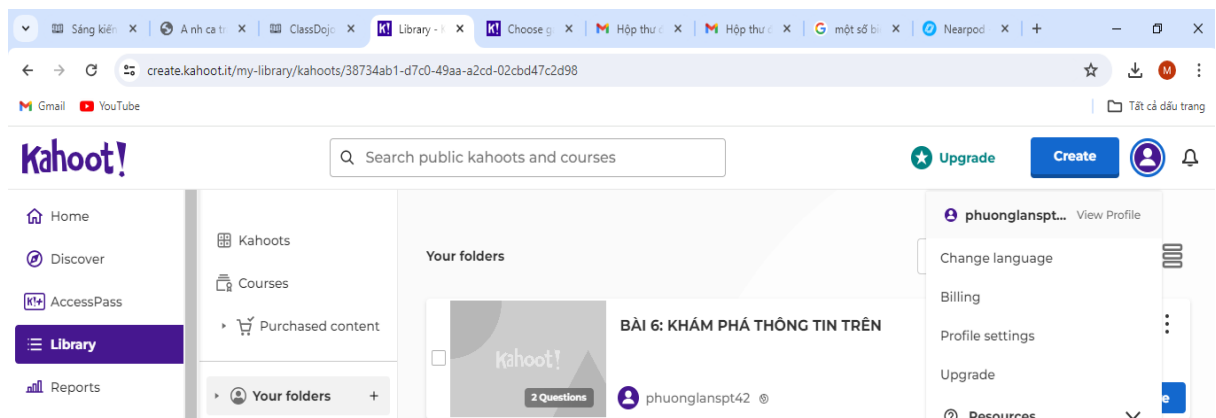 Sáng kiến
ClassDojo
Library - K
Choose g
Hộp thư đ
Hộp thư đ
một số bi
Nearpod
create.kahoot.it/my-library/kahoots/38734ab1-d7c0-49aa-a2cd-02cbd47c2d98
M
Gmail
YouTube
Tất cả dấu trang
Kahoot!
Search public kahoots and courses
Upgrade
Create
Home
Discover
K!+ AccessPass
Library
Reports
Kahoots
Courses
Purchased content
Your folders +
Your folders
Kahoot!
2 Questions
BÀI 6: KHÁM PHÁ THÔNG TIN TRÊN
phuonglanspt42
phuonglanspt... View Profile
Change language
Billing
Profile settings
Upgrade
Resources